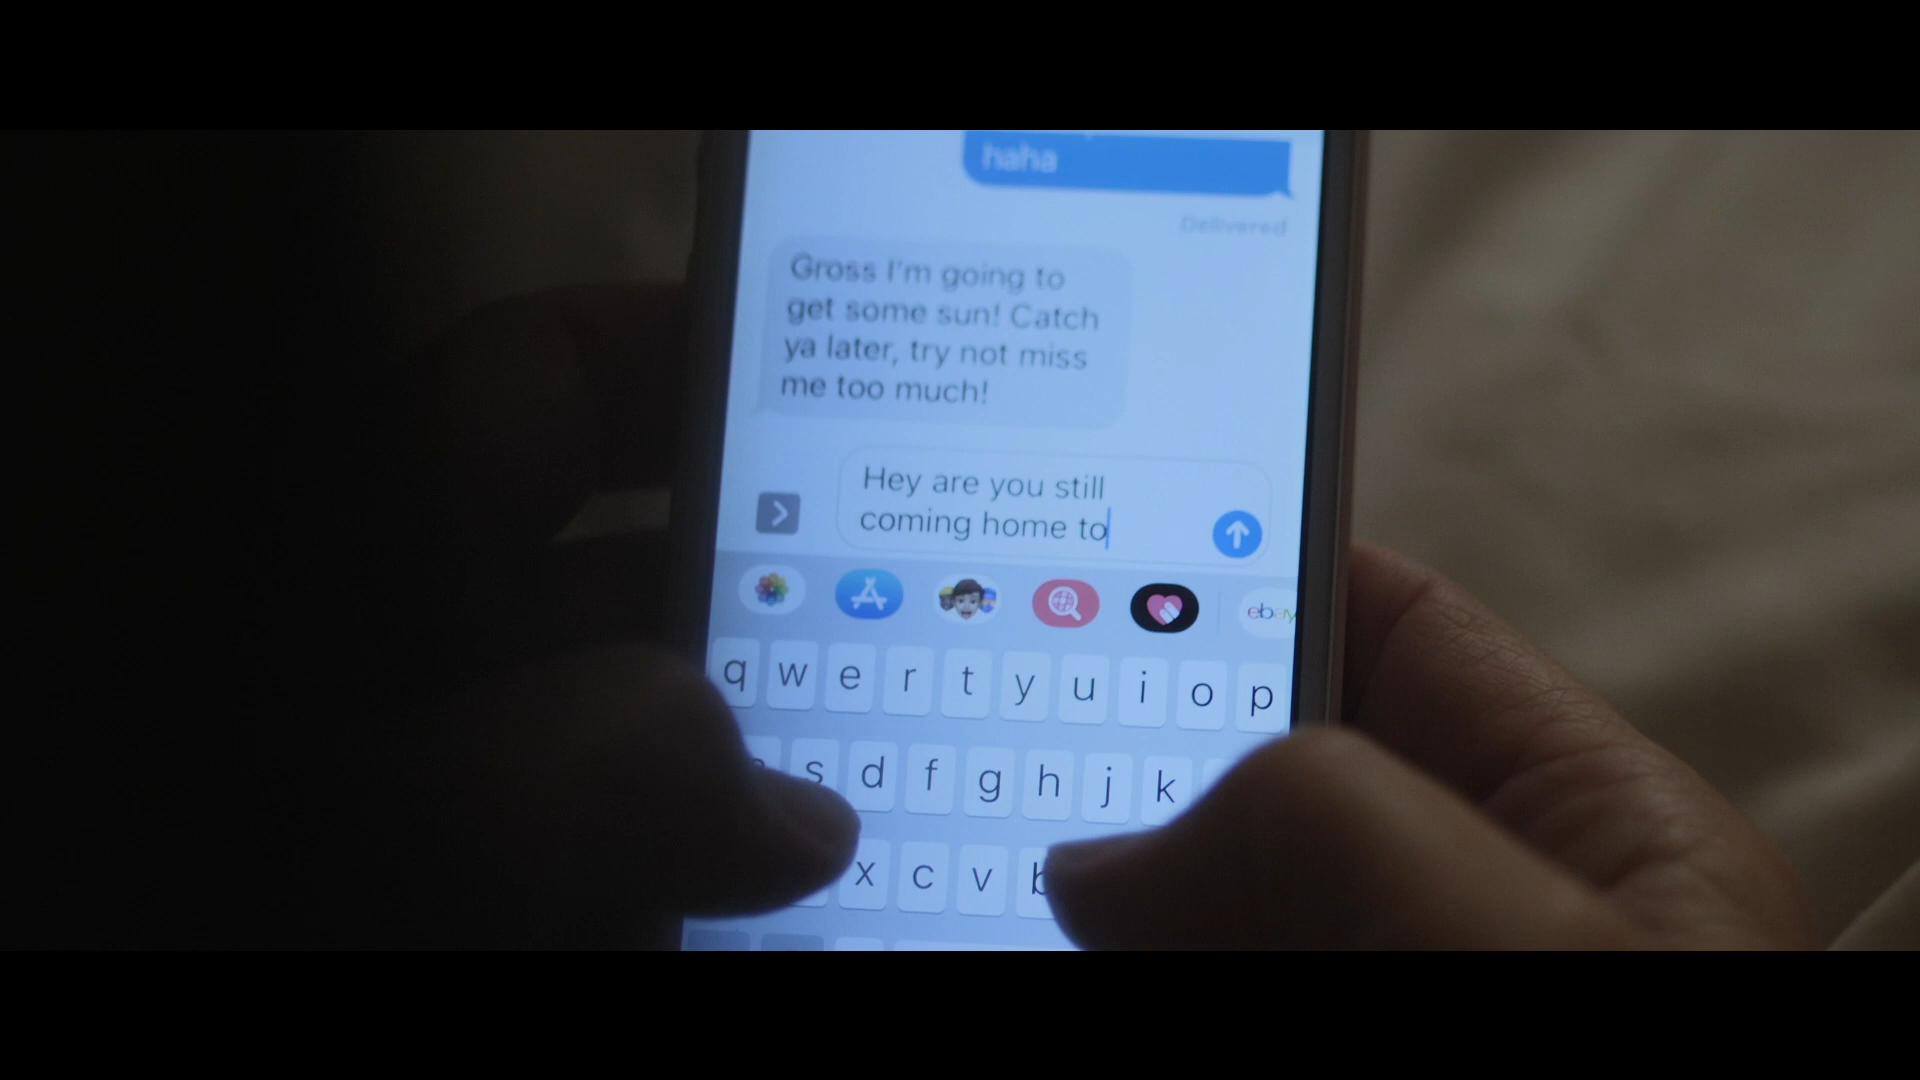 haha
Delivered
Gross I'm going to
get some sun! Catch
ya later, try not miss
me too much!
Hey are you still
coming home to
ebay
q w e r t y u i o p
s d f g h j k
x c v b